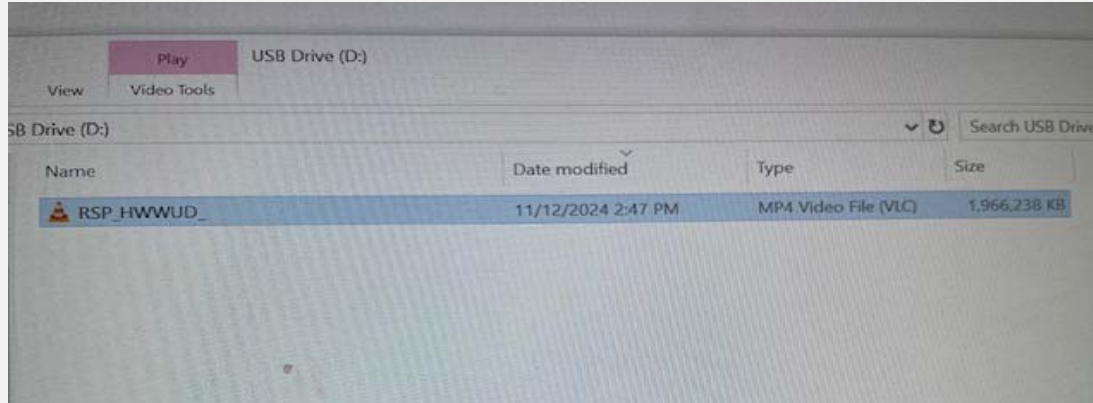 Play USB Drive (D:)
View Video Tools
SB Drive (D:) Search USB Drive
Name Date modified Type Size
RSP_HWWUD_ 11/12/2024 2:47 PM MP4 Video File (VLC) 1,966,238 KB